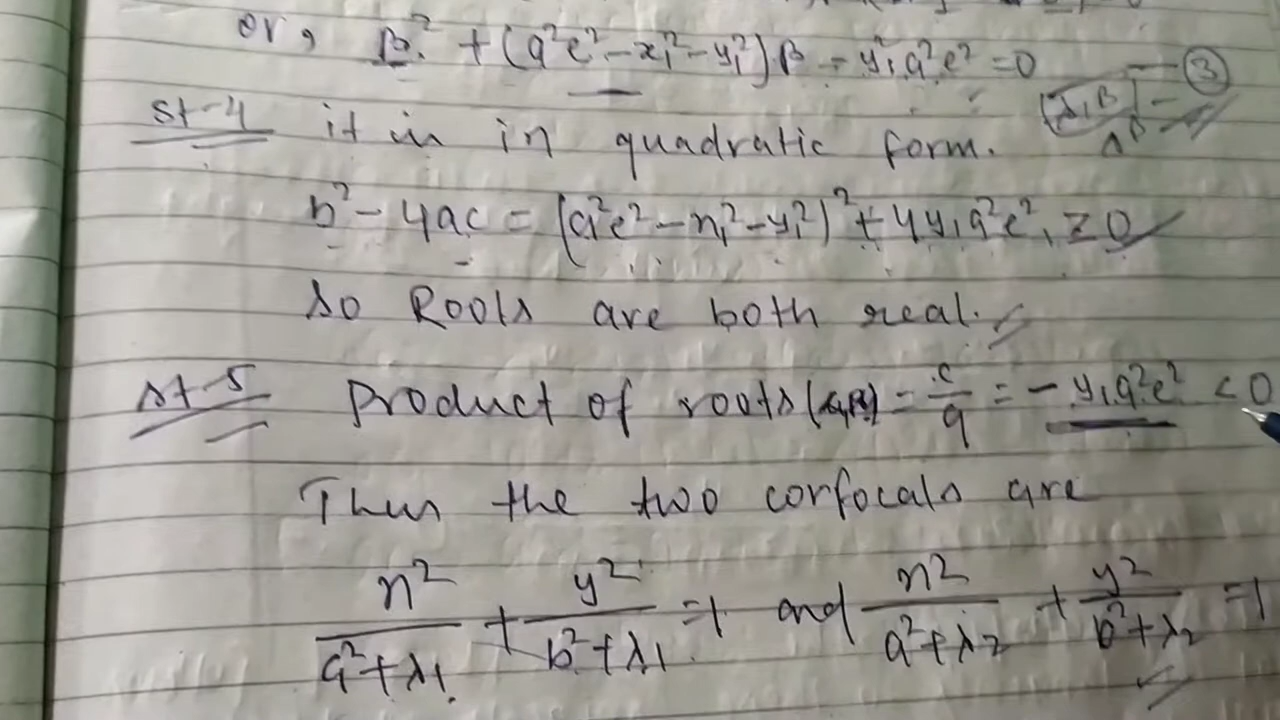 or, β² + (a²e² - x₁² - y₁²)β - y₁²a²e² = 0 — ③
St-4 it in in quadratic form.
b² - 4ac = (a²e² - x₁² - y₁²)² + 4y₁a²e², ≥ 0
So Roots are both real.
St-5 Product of roots = c/a = - y₁a²e² < 0
Thus the two confocals are
x²/(a²+λ1) + y²/(b²+λ1) = 1 and x²/(a²+λ2) + y²/(b²+λ2) = 1